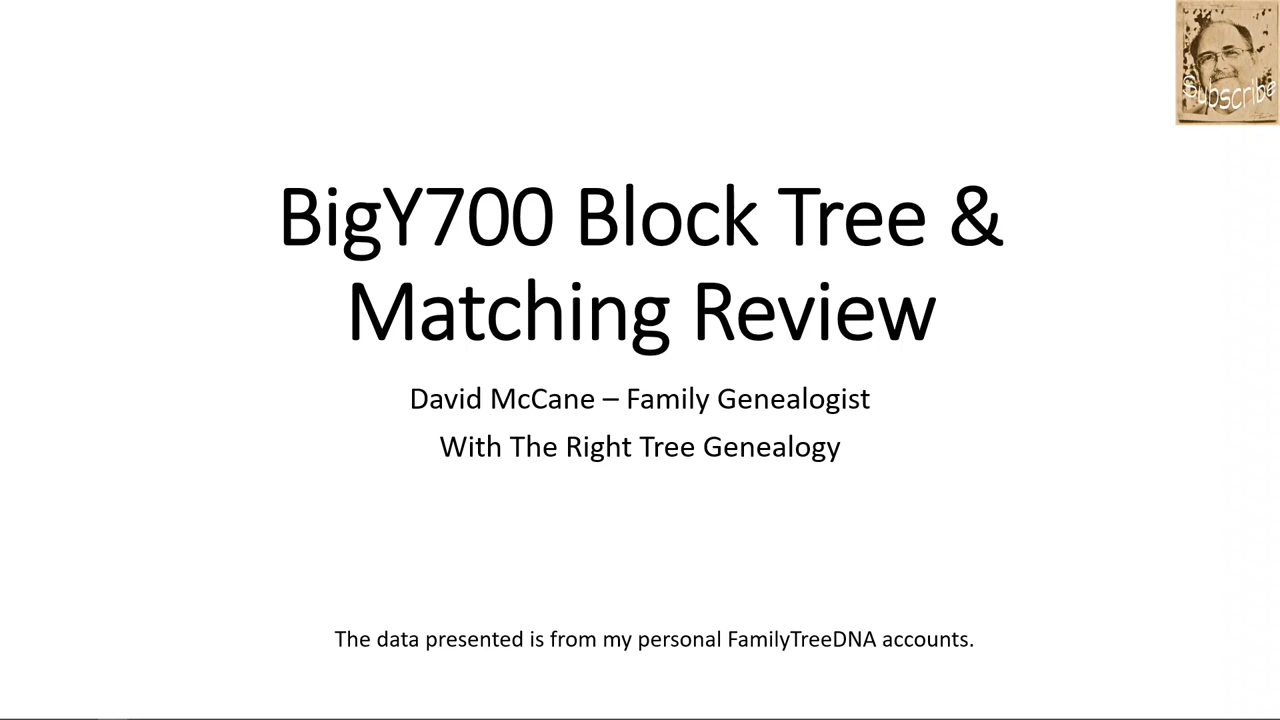 Subscribe
BigY700 Block Tree &
Matching Review
David McCane – Family Genealogist
With The Right Tree Genealogy
The data presented is from my personal FamilyTreeDNA accounts.